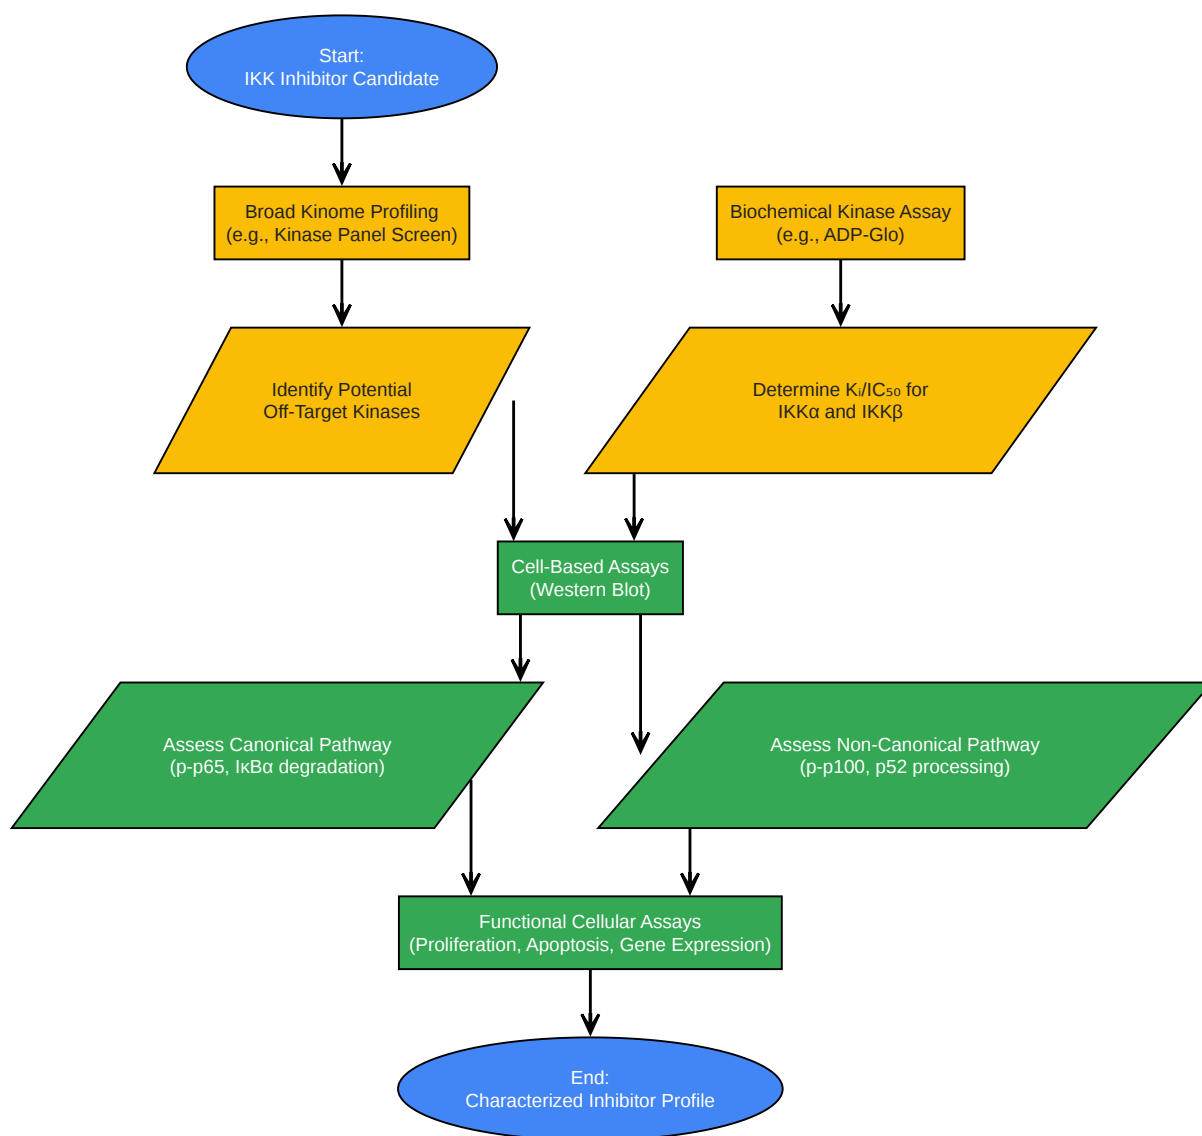 Start:
IKK Inhibitor Candidate
Broad Kinome Profiling
(e.g., Kinase Panel Screen)
Biochemical Kinase Assay
(e.g., ADP-Glo)
Identify Potential
Off-Target Kinases
Determine Kᵢ/IC₅₀ for
IKKα and IKKβ
Cell-Based Assays
(Western Blot)
Assess Canonical Pathway
(p-p65, IκBα degradation)
Assess Non-Canonical Pathway
(p-p100, p52 processing)
Functional Cellular Assays
(Proliferation, Apoptosis, Gene Expression)
End:
Characterized Inhibitor Profile